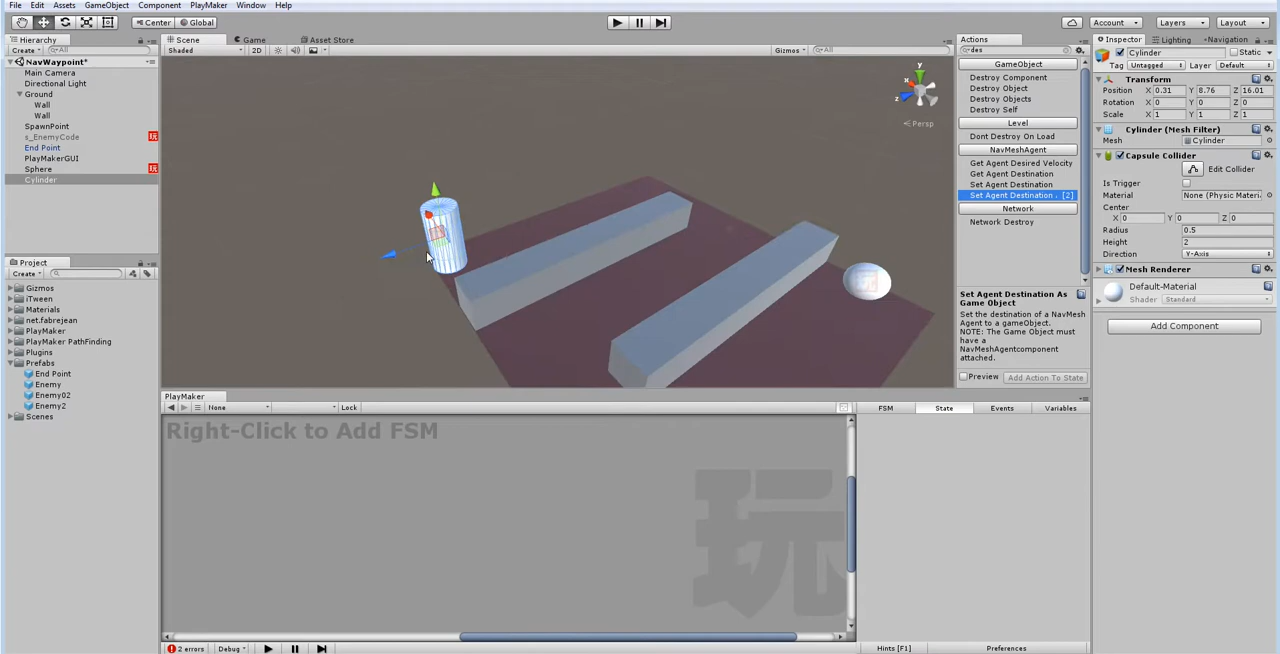 File Edit Assets GameObject Component PlayMaker Window Help
Center Global Account Layers Layout
Hierarchy
Create All
NavWaypoint*
Main Camera
Directional Light
Ground
Wall
Wall
SpawnPoint
s_EnemyCode
End Point
PlayMakerGUI
Sphere
Cylinder
Project
Create
Gizmos
iTween
Materials
net.fabrejean
PlayMaker
PlayMaker PathFinding
Plugins
Prefabs
End Point
Enemy
Enemy02
Enemy2
Scenes
Scene Game Asset Store
Shaded 2D Gizmos All
y
x
z
Persp
PlayMaker
None Lock
Right-Click to Add FSM
玩
2 errors Debug
Actions
des
GameObject
Destroy Component
Destroy Object
Destroy Objects
Destroy Self
Level
Dont Destroy On Load
NavMeshAgent
Get Agent Desired Velocity
Get Agent Destination
Set Agent Destination
Set Agent Destination . [2]
Network
Network Destroy
Set Agent Destination As
Game Object
Set the destination of a NavMesh
Agent to a gameObject.
NOTE: The Game Object must
have a
NavMeshAgentcomponent
attached.
Preview Add Action To State
FSM State Events Variables
Hints [F1] Preferences
Inspector Lighting Navigation
Cylinder Static
Tag Untagged Layer Default
Transform
Position X 0.31 Y 8.76 Z 16.01
Rotation X 0 Y 0 Z 0
Scale X 1 Y 1 Z 1
Cylinder (Mesh Filter)
Mesh Cylinder
Capsule Collider
Edit Collider
Is Trigger
Material None (Physic Materi
Center
X 0 Y 0 Z 0
Radius 0.5
Height 2
Direction Y-Axis
Mesh Renderer
Default-Material
Shader Standard
Add Component